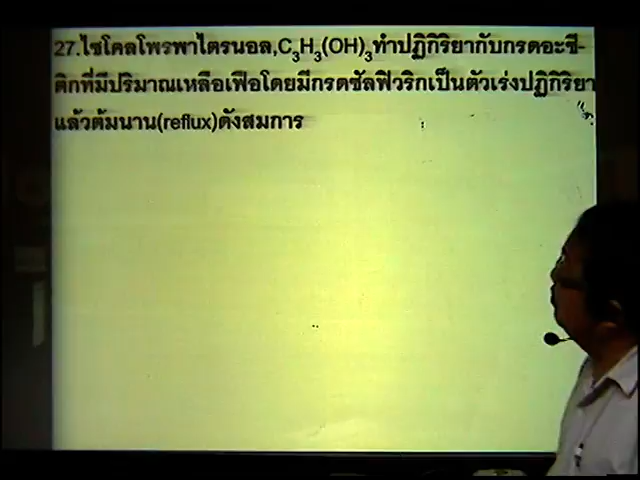 27.ไซโคลโพรพาไตรนอล,C₃H₃(OH)₃ทำปฏิกิริยากับกรดอะซี-
ติกที่มีปริมาณเหลือเฟือโดยมีกรดซัลฟิวริกเป็นตัวเร่งปฏิกิริยา
แล้วต้มนาน(reflux)ดังสมการ